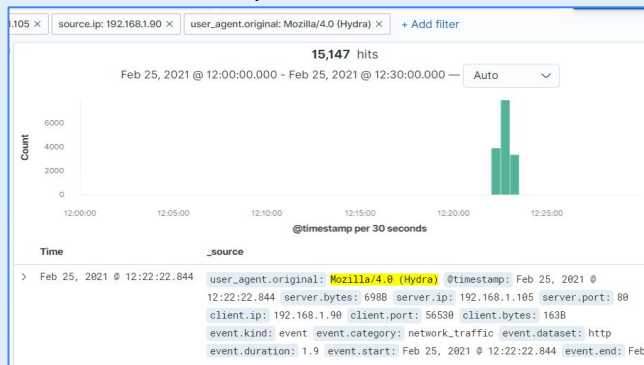 .105 × source.ip: 192.168.1.90 × user_agent.original: Mozilla/4.0 (Hydra) × + Add filter
15,147 hits
Feb 25, 2021 @ 12:00:00.000 - Feb 25, 2021 @ 12:30:00.000 — Auto
Count
6000
4000
2000
0
12:00:00 12:05:00 12:10:00 12:15:00 12:20:00 12:25:00
@timestamp per 30 seconds
Time _source
> Feb 25, 2021 @ 12:22:22.844 user_agent.original: Mozilla/4.0 (Hydra) @timestamp: Feb 25, 2021 @
12:22:22.844 server.bytes: 698B server.ip: 192.168.1.105 server.port: 80
client.ip: 192.168.1.90 client.port: 56530 client.bytes: 163B
event.kind: event event.category: network_traffic event.dataset: http
event.duration: 1.9 event.start: Feb 25, 2021 @ 12:22:22.844 event.end: Feb